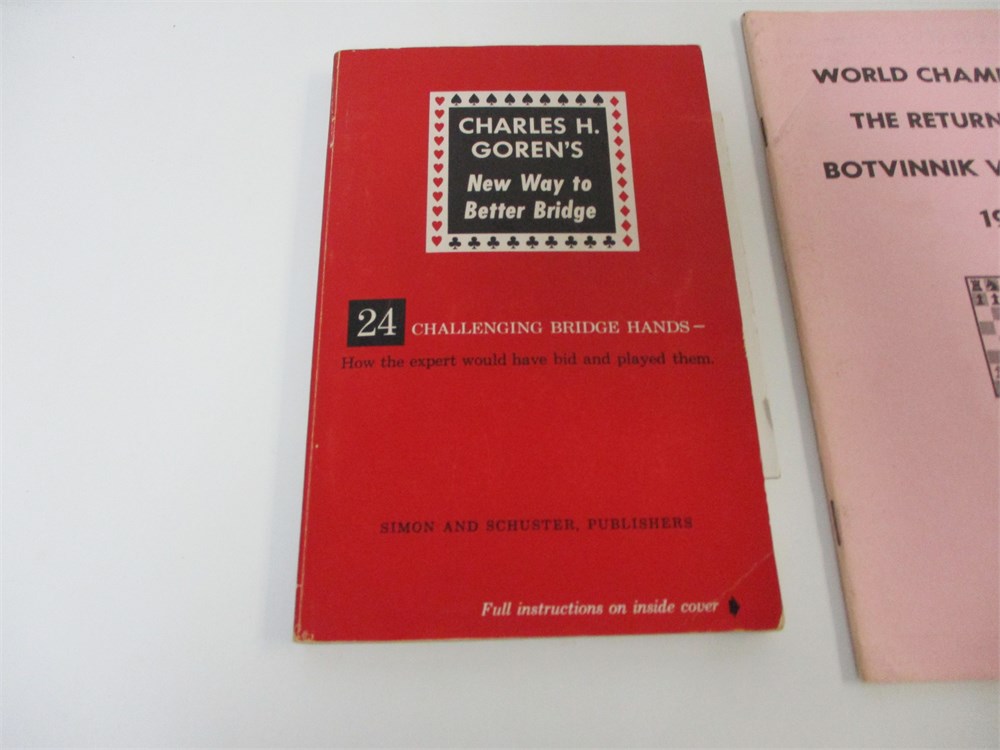 CHARLES H.
GOREN'S
New Way to
Better Bridge
24 CHALLENGING BRIDGE HANDS—
How the expert would have bid and played them.
SIMON AND SCHUSTER, PUBLISHERS
Full instructions on inside cover
WORLD CHAM
THE RETURN
BOTVINNIK V
19